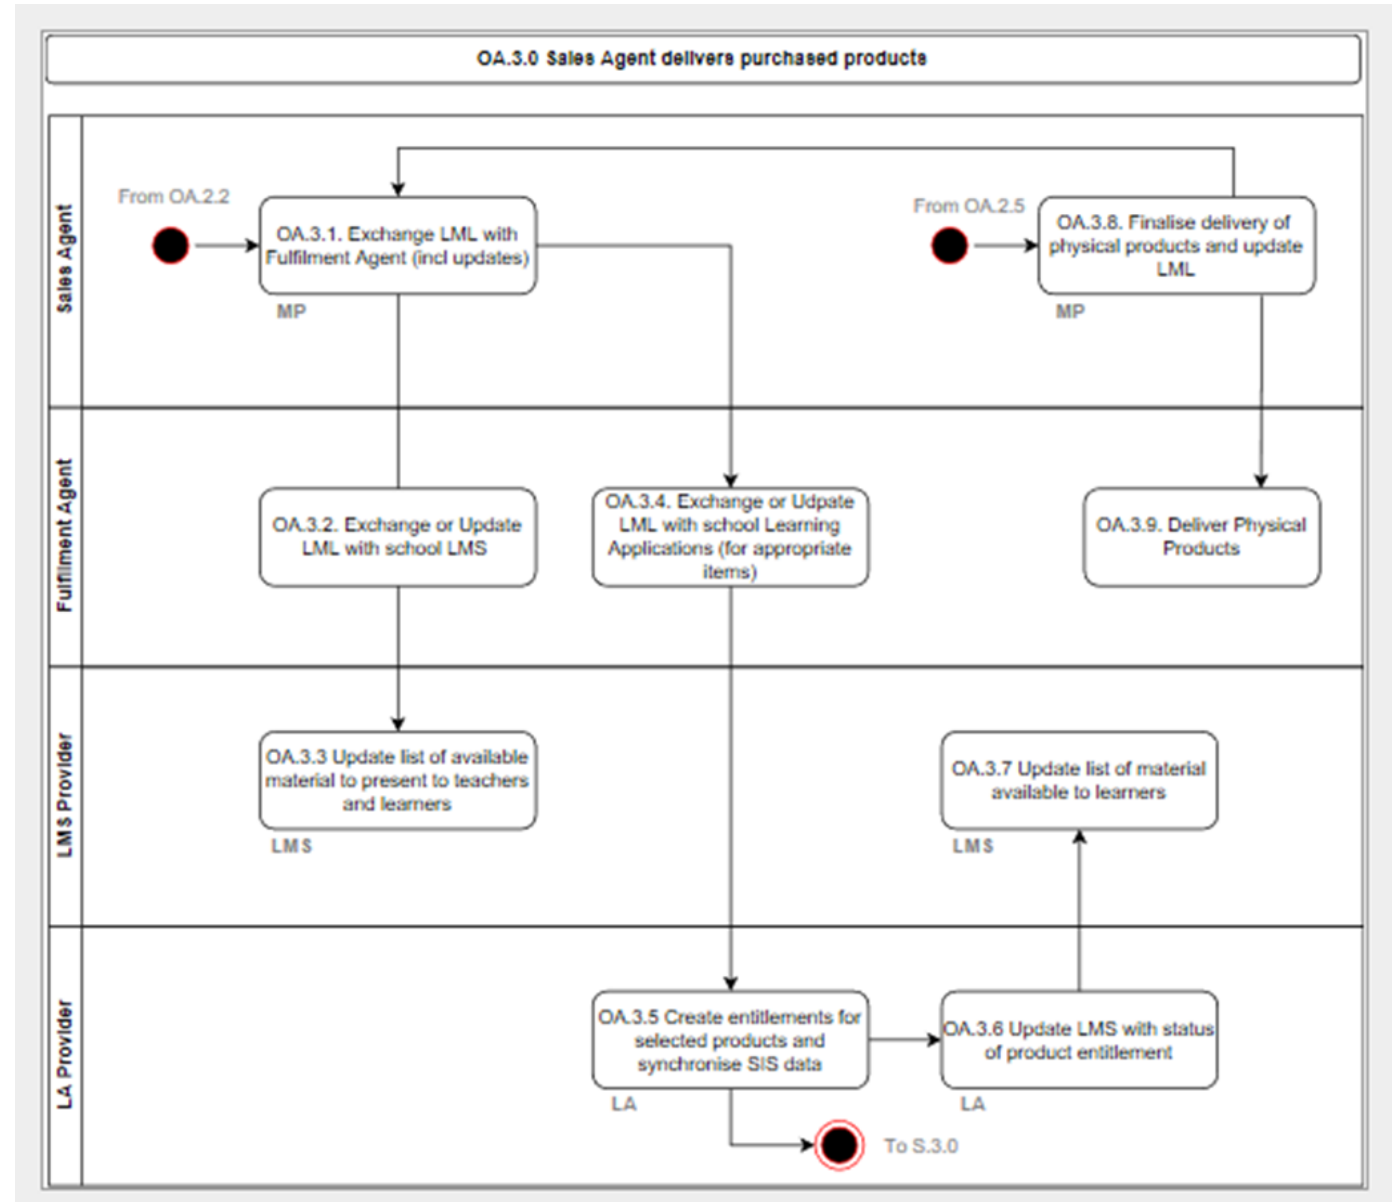 OA.3.0 Sales Agent delivers purchased products
Sales Agent
From OA.2.2
OA.3.1. Exchange LML with
Fulfilment Agent (incl updates)
MP
From OA.2.5
OA.3.8. Finalise delivery of
physical products and update
LML
MP
Fulfilment Agent
OA.3.2. Exchange or Update
LML with school LMS
OA.3.4. Exchange or Udpate
LML with school Learning
Applications (for appropriate
items)
OA.3.9. Deliver Physical
Products
LMS Provider
OA.3.3 Update list of available
material to present to teachers
and learners
LMS
OA.3.7 Update list of material
available to learners
LMS
LA Provider
OA.3.5 Create entitlements for
selected products and
synchronise SIS data
LA
OA.3.6 Update LMS with status
of product entitlement
LA
To S.3.0